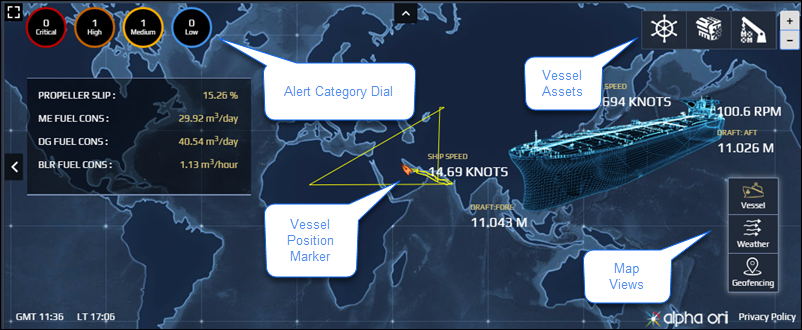 0 Critical
1 High
1 Medium
0 Low
Alert Category Dial
Vessel
Assets
+
-
PROPELLER SLIP : 15.26 %
ME FUEL CONS : 29.92 m³/day
DG FUEL CONS : 40.54 m³/day
BLR FUEL CONS : 1.13 m³/hour
SPEED
694 KNOTS
100.6 RPM
DRAFT: AFT
11.026 M
SHIP SPEED
14.69 KNOTS
DRAFT:FORE
11.043 M
Vessel
Position
Marker
Vessel
Weather
Geofencing
Map
Views
GMT 11:36 LT 17:06
alpha ori Privacy Policy